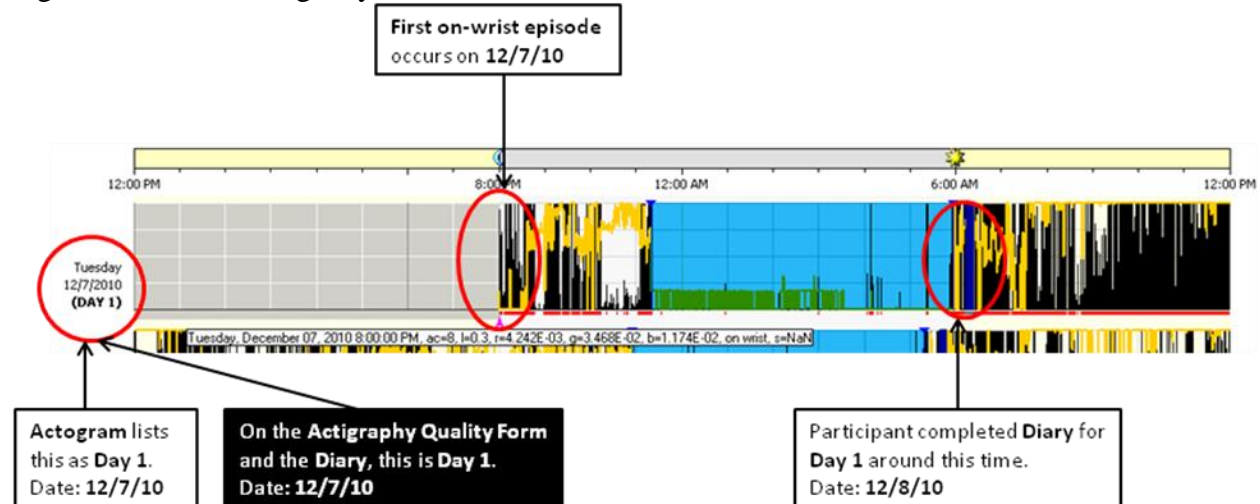 First on-wrist episode
occurs on 12/7/10
12:00 PM
8:00 PM
12:00 AM
6:00 AM
12:00 PM
Tuesday
12/7/2010
(DAY 1)
Tuesday, December 07, 2010 8:00:00 PM, ac=8, l=0.3, r=4.242E-03, g=3.468E-02, b=1.174E-02, on wrist, s=NaN
Actogram lists
this as Day 1.
Date: 12/7/10
On the Actigraphy Quality Form
and the Diary, this is Day 1.
Date: 12/7/10
Participant completed Diary for
Day 1 around this time.
Date: 12/8/10